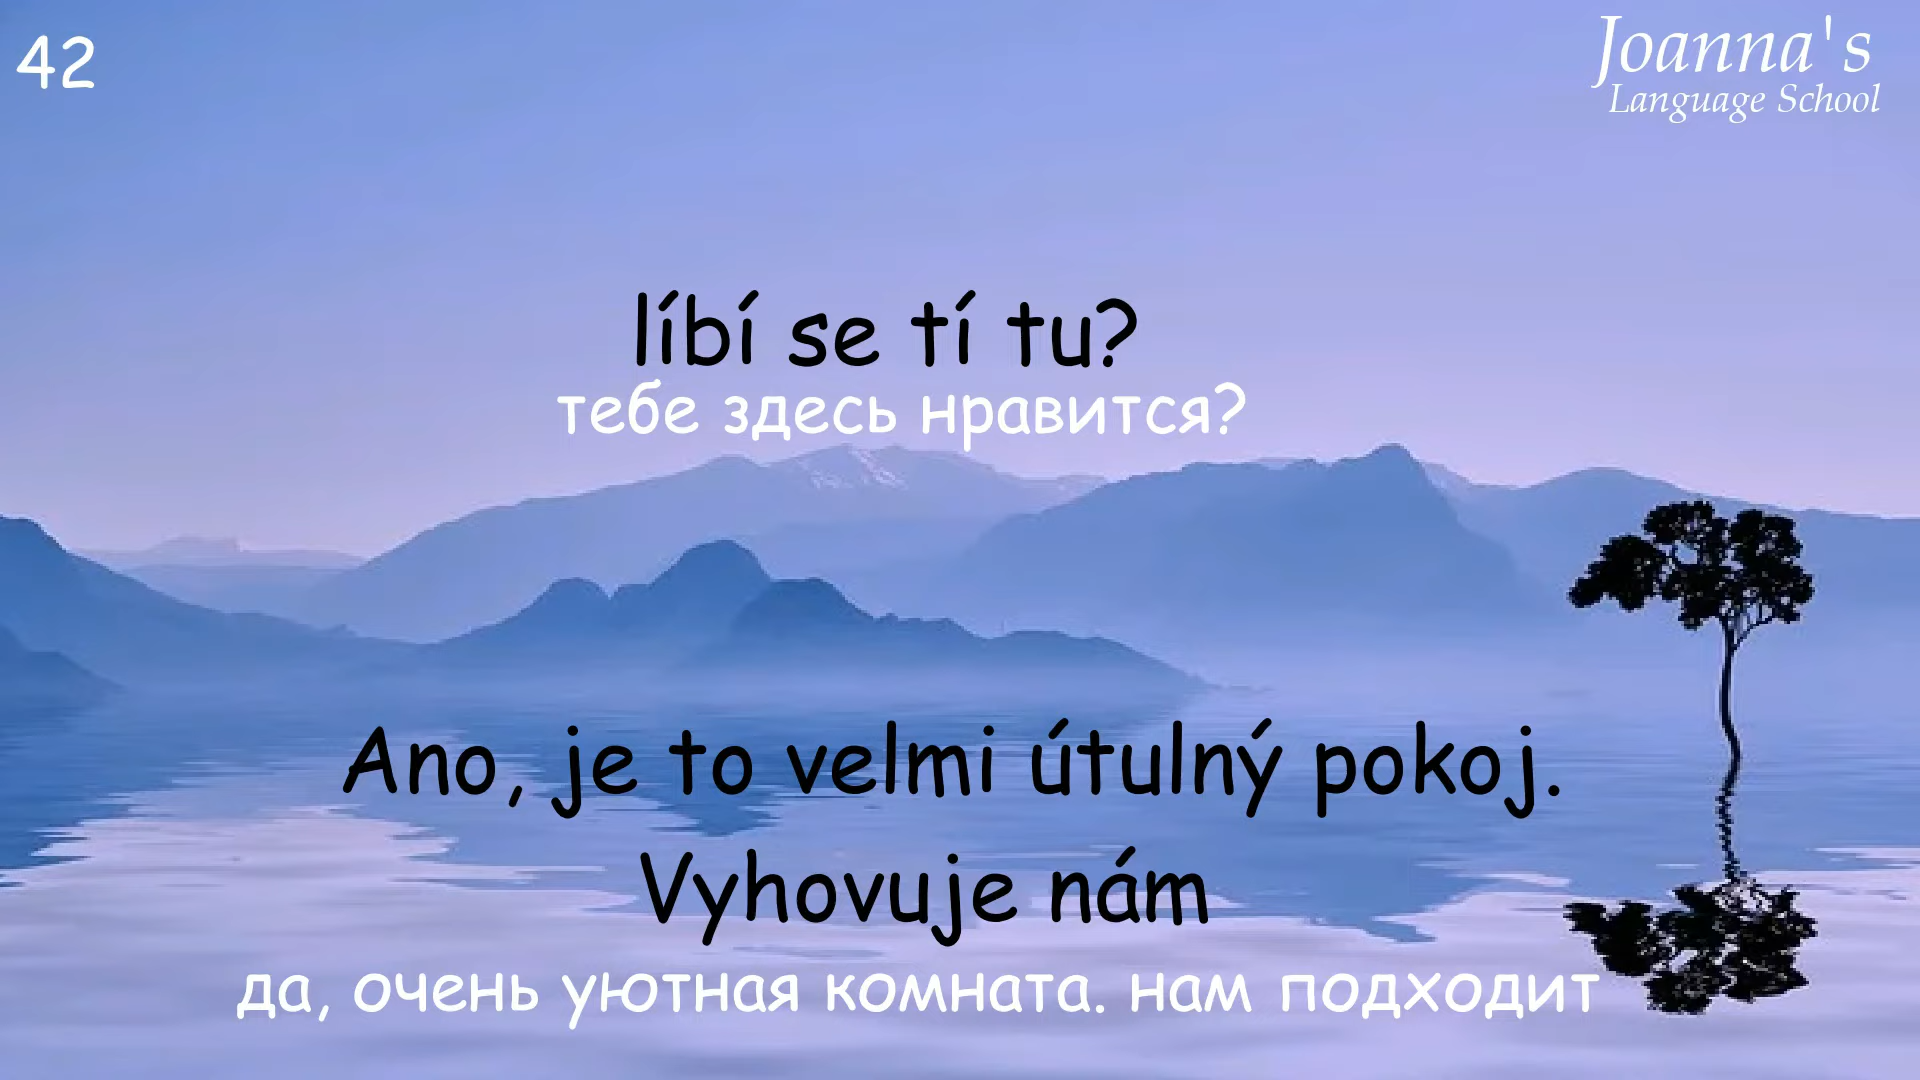 42
Joanna's
Language School
líbí se tí tu?
тебе здесь нравится?
Ano, je to velmi útulný pokoj.
Vyhovuje nám
да, очень уютная комната. нам подходит